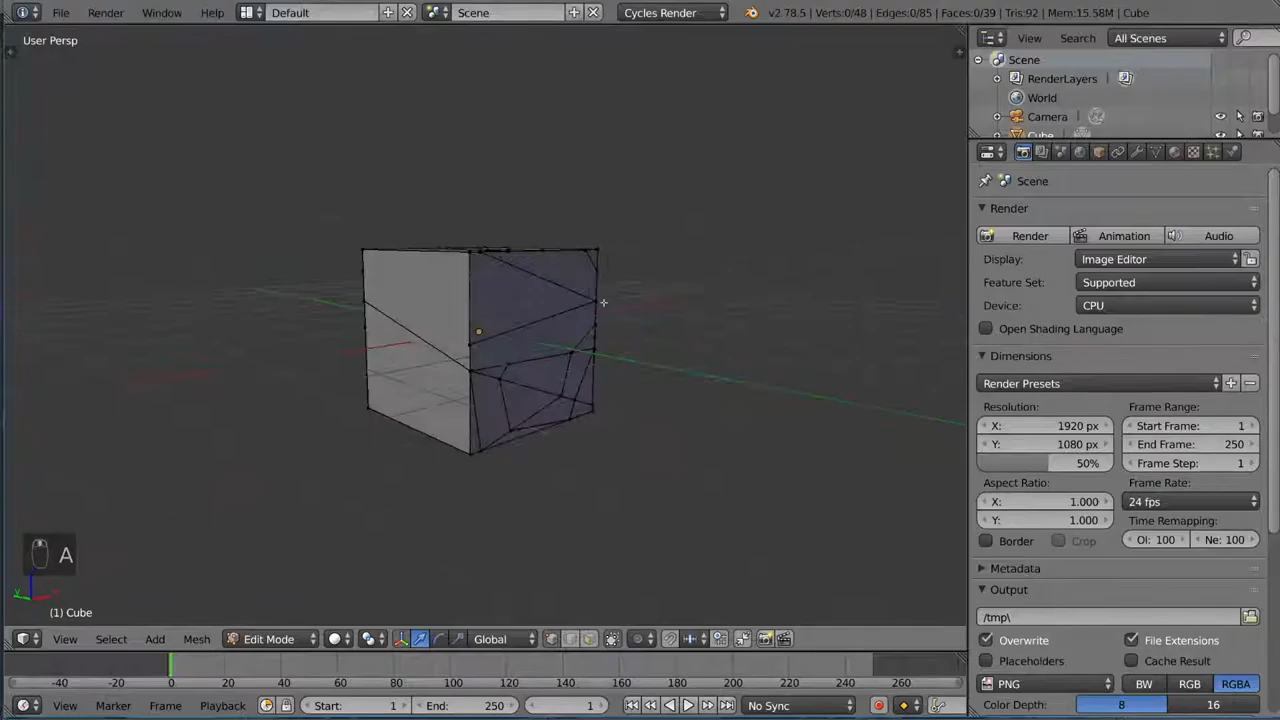 File Render Window Help Default Scene Cycles Render v2.78.5 | Verts:0/48 | Edges:0/85 | Faces:0/39 | Tris:92 | Mem:15.58M | Cube
User Persp
View Search All Scenes
Scene
RenderLayers
World
Camera
Cube
Scene
Render
Render Animation Audio
Display: Image Editor
Feature Set: Supported
Device: CPU
Open Shading Language
Dimensions
Render Presets
Resolution: Frame Range:
X: 1920 px Start Frame: 1
Y: 1080 px End Frame: 250
50% Frame Step: 1
Aspect Ratio: Frame Rate:
X: 1.000 24 fps
Y: 1.000 Time Remapping:
Border Crop Ol: 100 Ne: 100
A
Metadata
Output
y x
(1) Cube
/tmp\
View Select Add Mesh Edit Mode Global
Overwrite File Extensions
Placeholders Cache Result
PNG BW RGB RGBA
-40 -20 0 20 40 60 80 100 120 140 160 180 200 220 240 260
View Marker Frame Playback Start: 1 End: 250 1 No Sync
Color Depth: 8 16